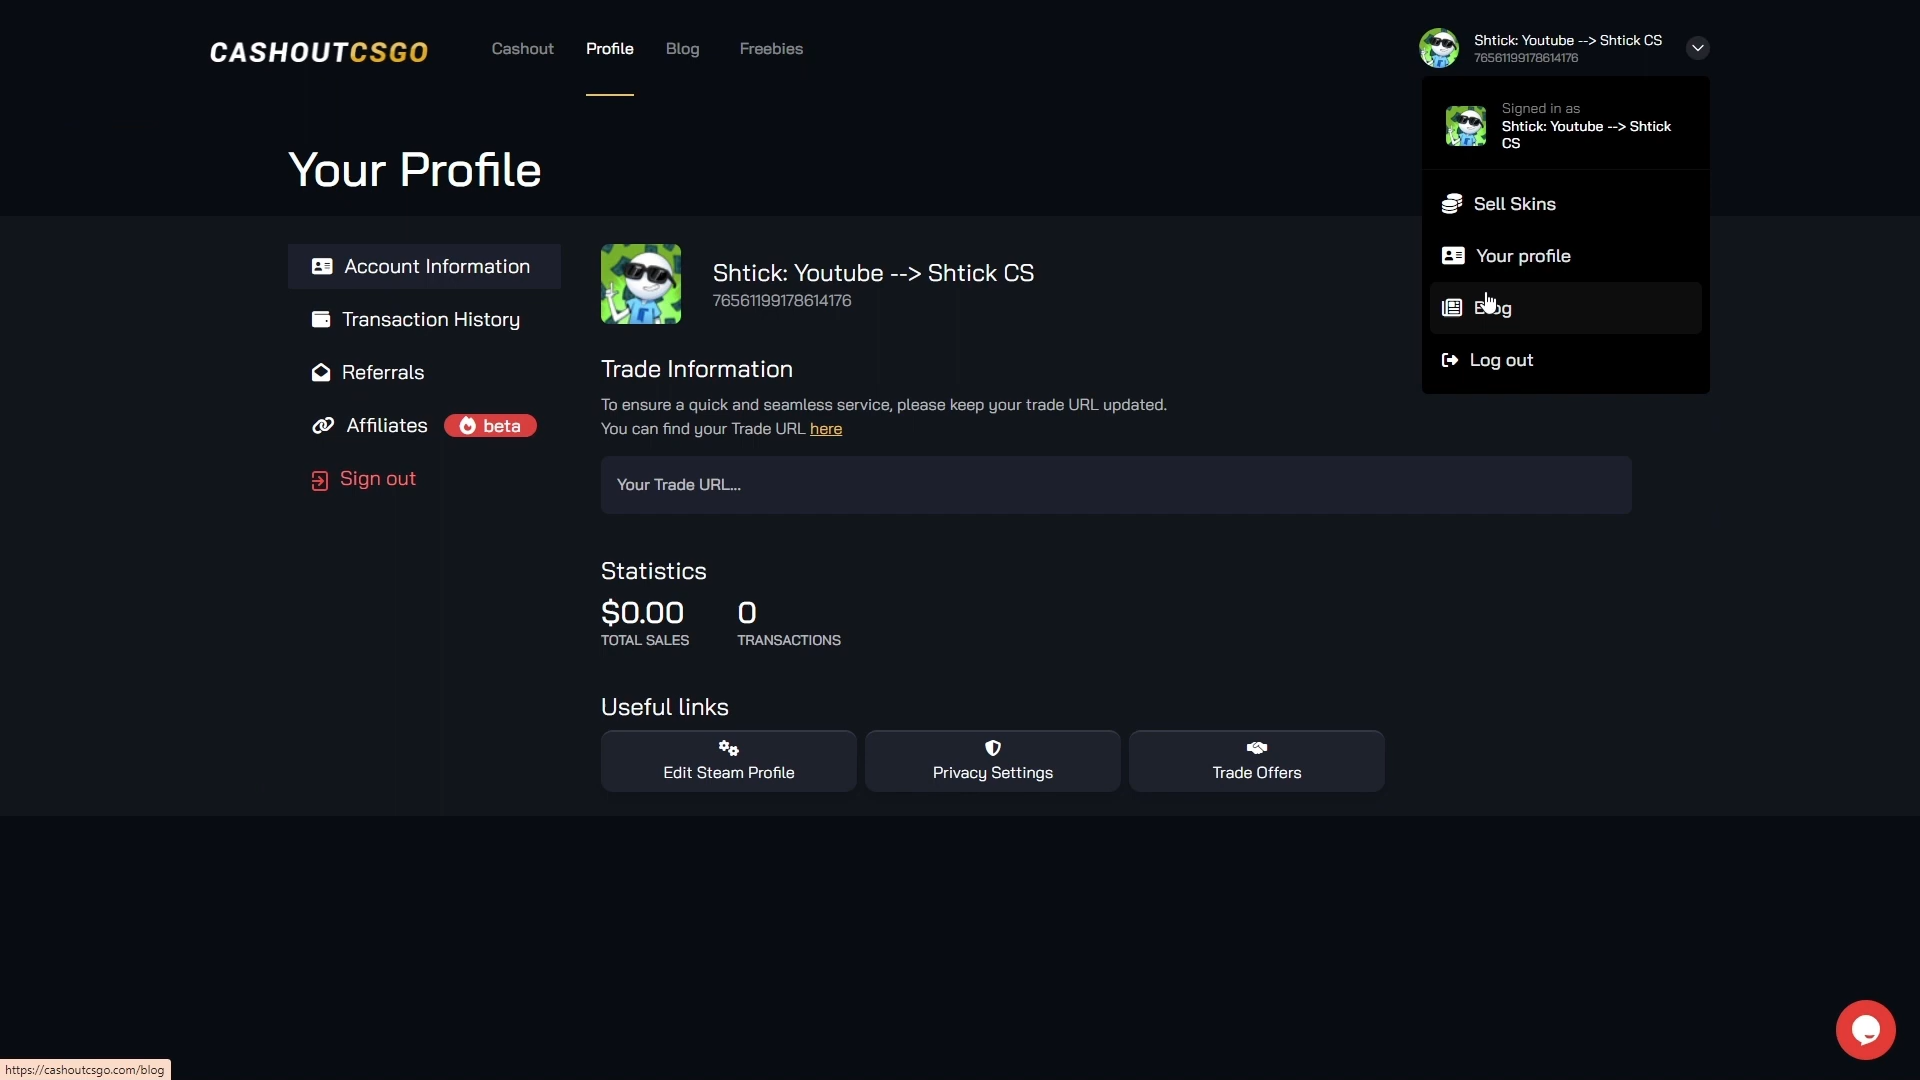 CASHOUTCSGO
Cashout
Profile
Blog
Freebies
Shtick: Youtube --> Shtick CS
76561199178614176
Signed in as
Shtick: Youtube --> Shtick
CS
Sell Skins
Your profile
Log out
Your Profile
Account Information
Transaction History
Referrals
Affiliates
beta
Sign out
Shtick: Youtube --> Shtick CS
76561199178614176
Trade Information
To ensure a quick and seamless service, please keep your trade URL updated.
You can find your Trade URL here
Your Trade URL...
Statistics
$0.00
TOTAL SALES
0
TRANSACTIONS
Useful links
Edit Steam Profile
Privacy Settings
Trade Offers
https://cashoutcsgo.com/blog